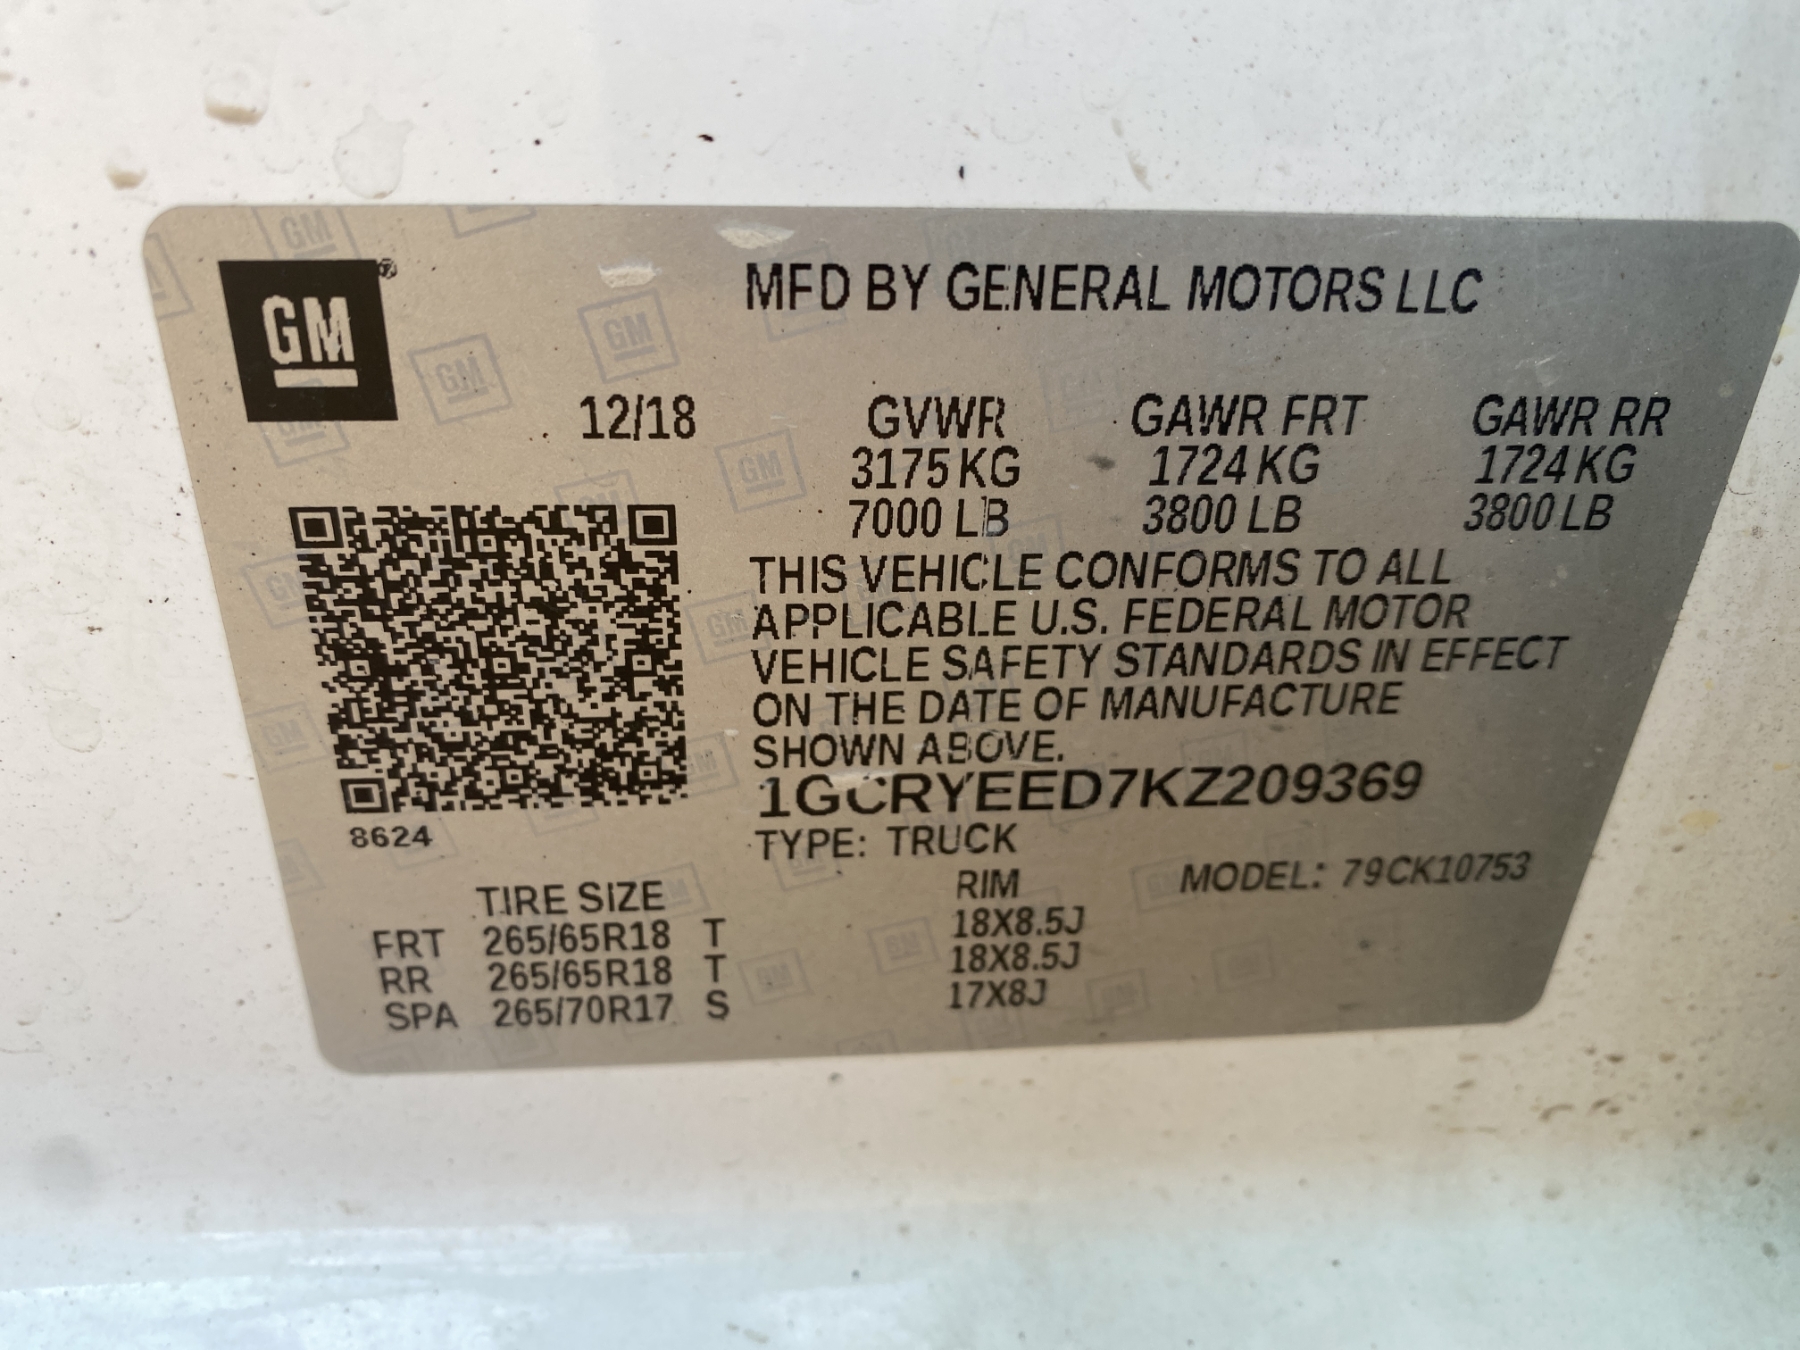 GM
MFD BY GENERAL MOTORS LLC
12/18 GVWR GAWR FRT GAWR RR
3175 KG 1724 KG 1724 KG
7000 LB 3800 LB 3800 LB
THIS VEHICLE CONFORMS TO ALL
APPLICABLE U.S. FEDERAL MOTOR
VEHICLE SAFETY STANDARDS IN EFFECT
ON THE DATE OF MANUFACTURE
SHOWN ABOVE.
1GCRYEED7KZ209369
8624
TYPE: TRUCK
MODEL: 79CK10753
TIRE SIZE RIM
FRT 265/65R18 T 18X8.5J
RR 265/65R18 T 18X8.5J
SPA 265/70R17 S 17X8J